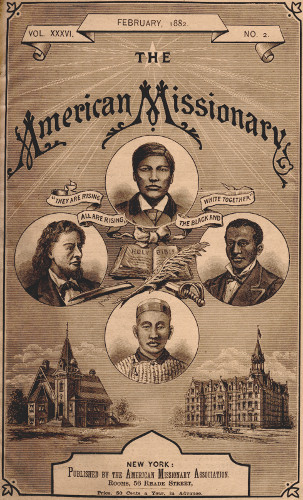 FEBRUARY, 1882.
VOL. XXXVI.
NO. 2.
THE
American Missionary
"THEY ARE RISING
ALL ARE RISING, THE BLACK AND
WHITE TOGETHER"
HOLY BIBLE
NEW YORK:
PUBLISHED BY THE AMERICAN MISSIONARY ASSOCIATION.
ROOMS, 56 READE STREET.
Price, 50 Cents a Year, in Advance.